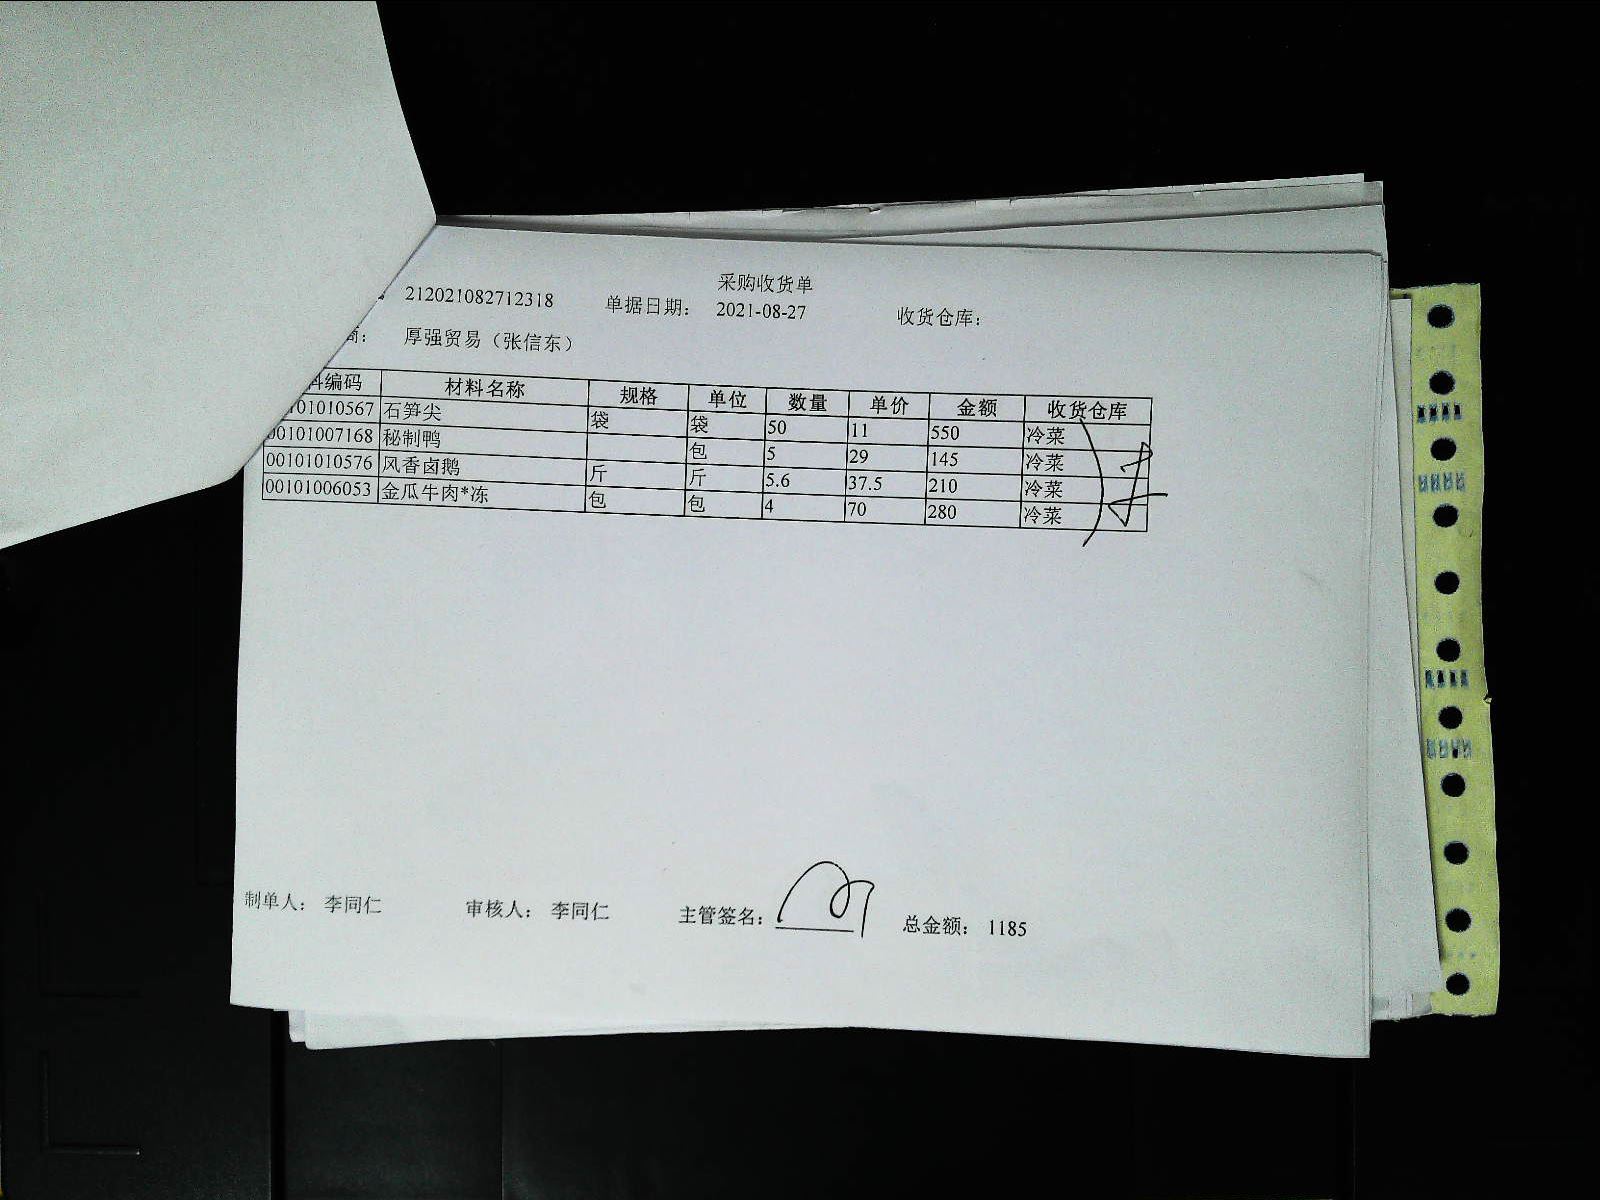 采购收货单
212021082712318 单据日期： 2021-08-27 收货仓库：
商： 厚强贸易（张信东）
料编码 材料名称 规格 单位 数量 单价 金额 收货仓库
101010567 石笋尖 袋 袋 50 11 550 冷菜
00101007168 秘制鸭 包 5 29 145 冷菜
00101010576 风香卤鹅 斤 斤 5.6 37.5 210 冷菜
00101006053 金瓜牛肉*冻 包 包 4 70 280 冷菜
制单人： 李同仁 审核人： 李同仁 主管签名： 总金额： 1185